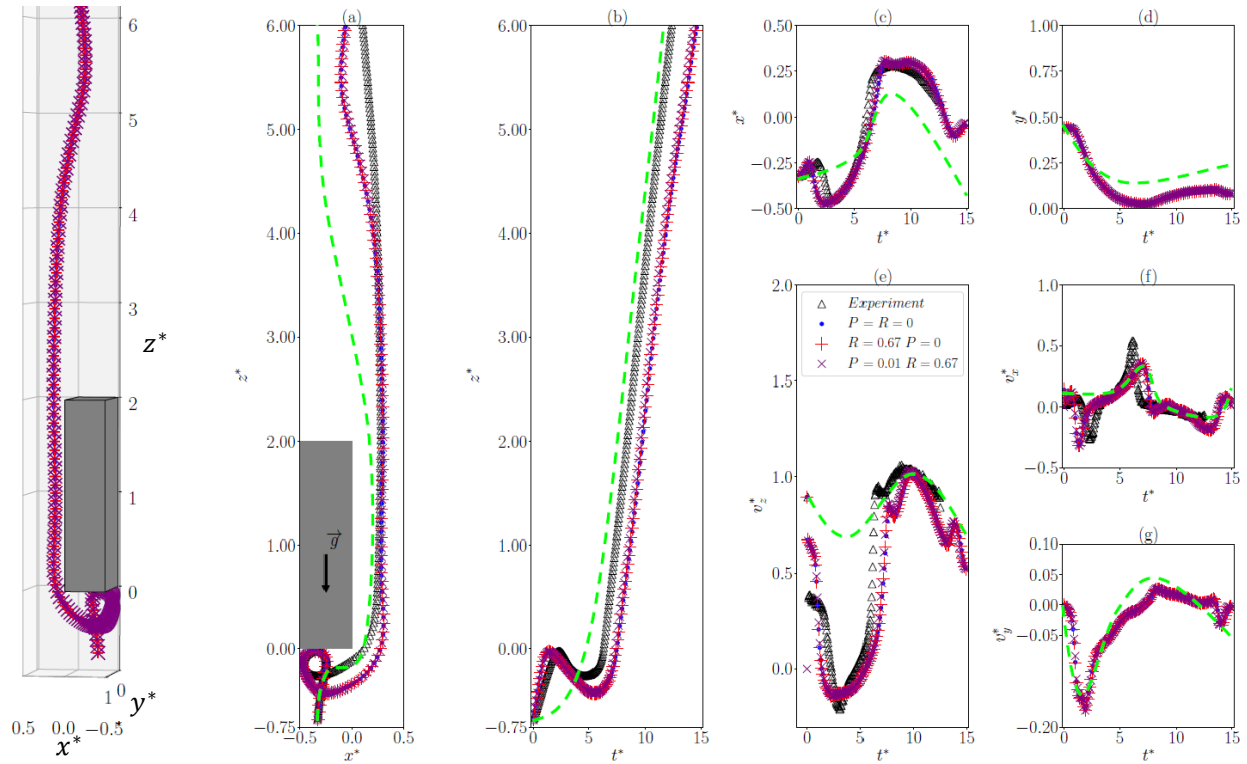 6
5
4
3
z*
2
1
0
0
1
y*
0.5 0.0 −0.5
x*
(a)
6.00
5.00
4.00
3.00
z*
2.00
1.00
0.00
−0.75
g
−0.5 0.0 0.5
x*
(b)
6.00
5.00
4.00
3.00
z*
2.00
1.00
0.00
−0.75
0 5 10 15
t*
(c)
0.50
0.25
x*
0.00
−0.25
−0.50
0 5 10 15
t*
(d)
1.00
0.75
y*
0.50
0.25
0.00
0 5 10 15
t*
(e)
2.0
Experiment
P = R = 0
R = 0.67 P = 0
P = 0.01 R = 0.67
1.5
1.0
v_z*
0.6
0.0
0 5 10 15
t*
(f)
1.0
0.5
v_x*
0.0
−0.5
0 5 10 15
t*
(g)
0.10
0.05
0.00
v_y*
−0.05
−0.20
0 5 10 15
t*